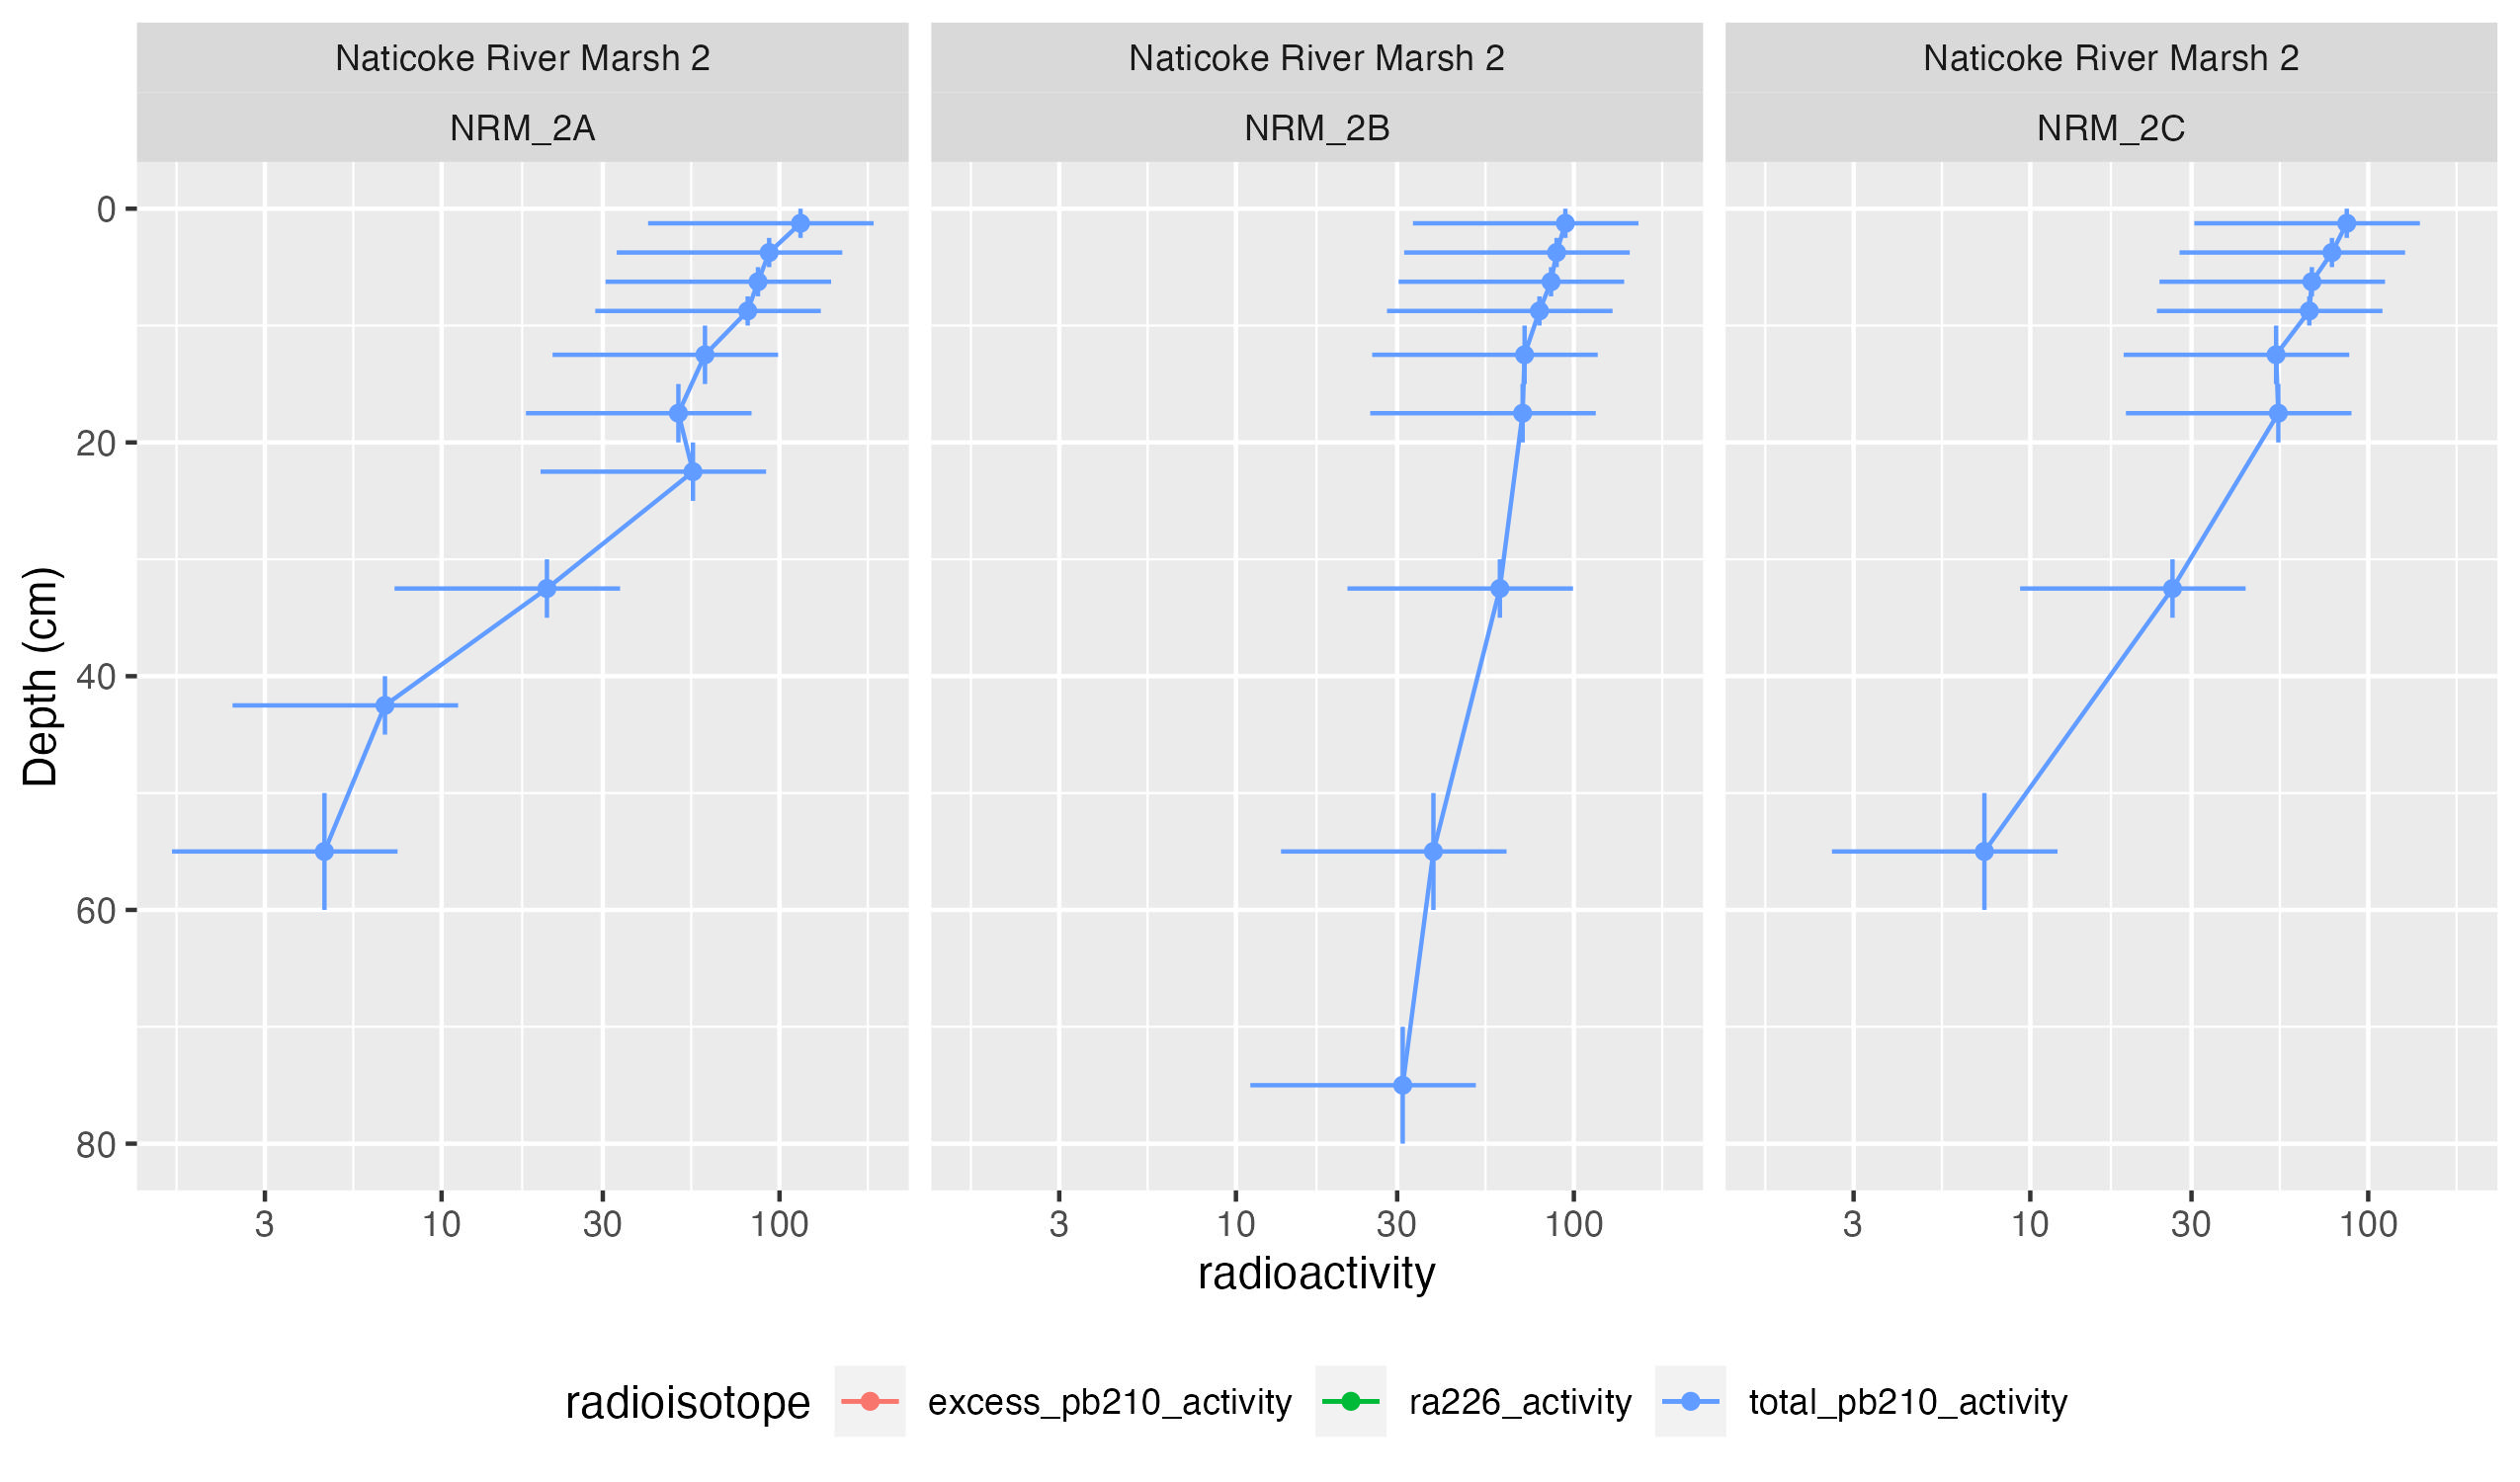 Naticoke River Marsh 2
Naticoke River Marsh 2
Naticoke River Marsh 2
NRM_2A
NRM_2B
NRM_2C
0
20
40
60
80
Depth (cm)
3 10 30 100
3 10 30 100
3 10 30 100
radioactivity
radioisotope excess_pb210_activity ra226_activity total_pb210_activity